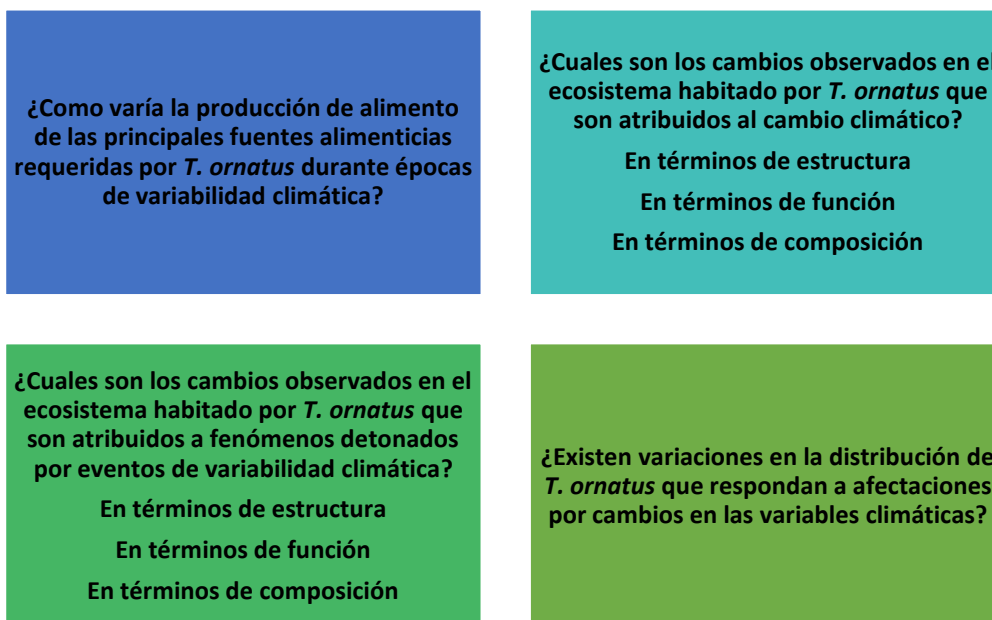 ¿Como varía la producción de alimento
de las principales fuentes alimenticias
requeridas por T. ornatus durante épocas
de variabilidad climática?
¿Cuales son los cambios observados en el
ecosistema habitado por T. ornatus que
son atribuidos al cambio climático?
En términos de estructura
En términos de función
En términos de composición
¿Cuales son los cambios observados en el
ecosistema habitado por T. ornatus que
son atribuidos a fenómenos detonados
por eventos de variabilidad climática?
En términos de estructura
En términos de función
En términos de composición
¿Existen variaciones en la distribución de
T. ornatus que respondan a afectaciones
por cambios en las variables climáticas?